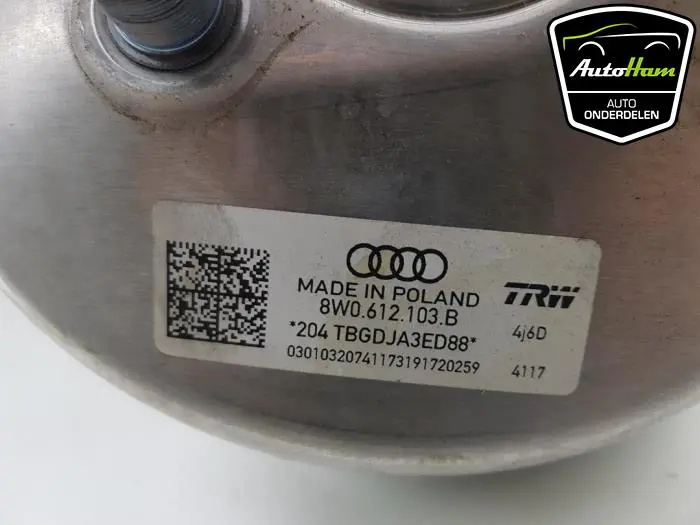 AutoHam
AUTO
ONDERDELEN
MADE IN POLAND
8W0.612.103.B
*204 TBGDJA3ED88*
03010320741173191720259
TRW
4j6D
4117